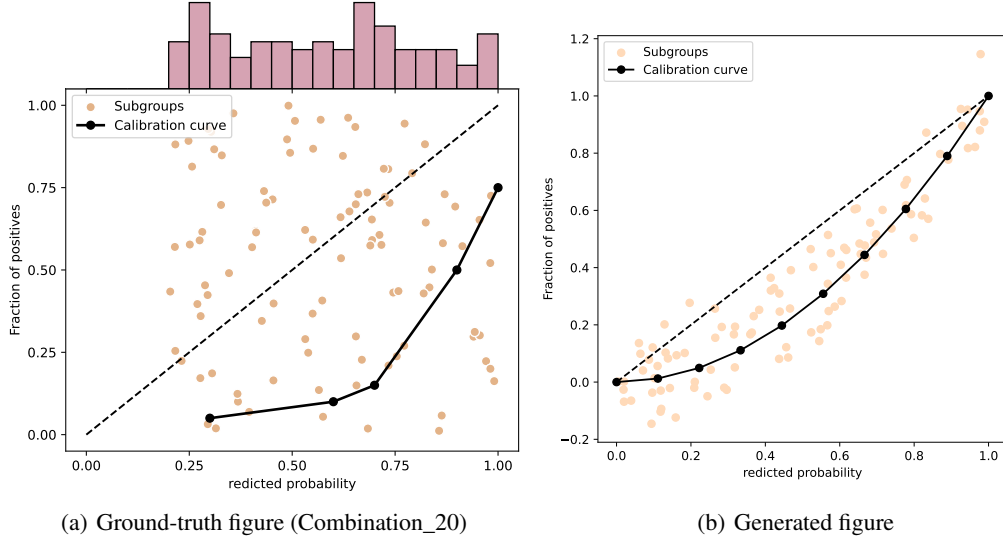 Subgroups
Calibration curve
1.00
0.75
0.50
0.25
0.00
Fraction of positives
0.00 0.25 0.50 0.75 1.00
redicted probability
(a) Ground-truth figure (Combination_20)
Subgroups
Calibration curve
1.2
1.0
0.8
0.6
0.4
0.2
0.0
−0.2
Fraction of positives
0.0 0.2 0.4 0.6 0.8 1.0
redicted probability
(b) Generated figure